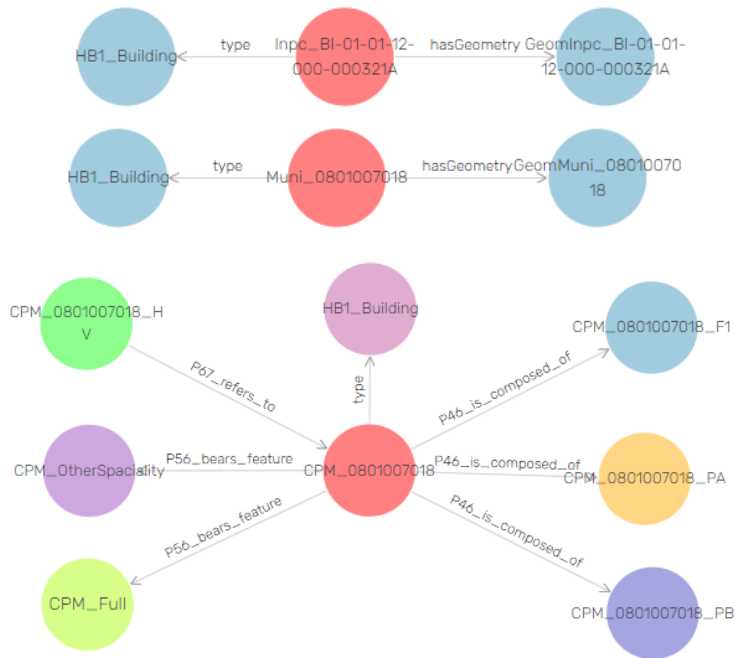 HB1_Building
type
Inpc_BI-01-01-12-
000-000321A
hasGeometry
GeomInpc_BI-01-01-
12-000-000321A
HB1_Building
type
Muni_0801007018
hasGeometry
GeomMuni_08010070
18
CPM_0801007018_H
V
HB1_Building
CPM_0801007018_F1
P67_refers_to
type
P46_is_composed_of
CPM_OtherSpaciality
P56_bears_feature
CPM_0801007018
P46_is_composed_of
CPM_0801007018_PA
P56_bears_feature
P46_is_composed_of
CPM_Full
CPM_0801007018_PB